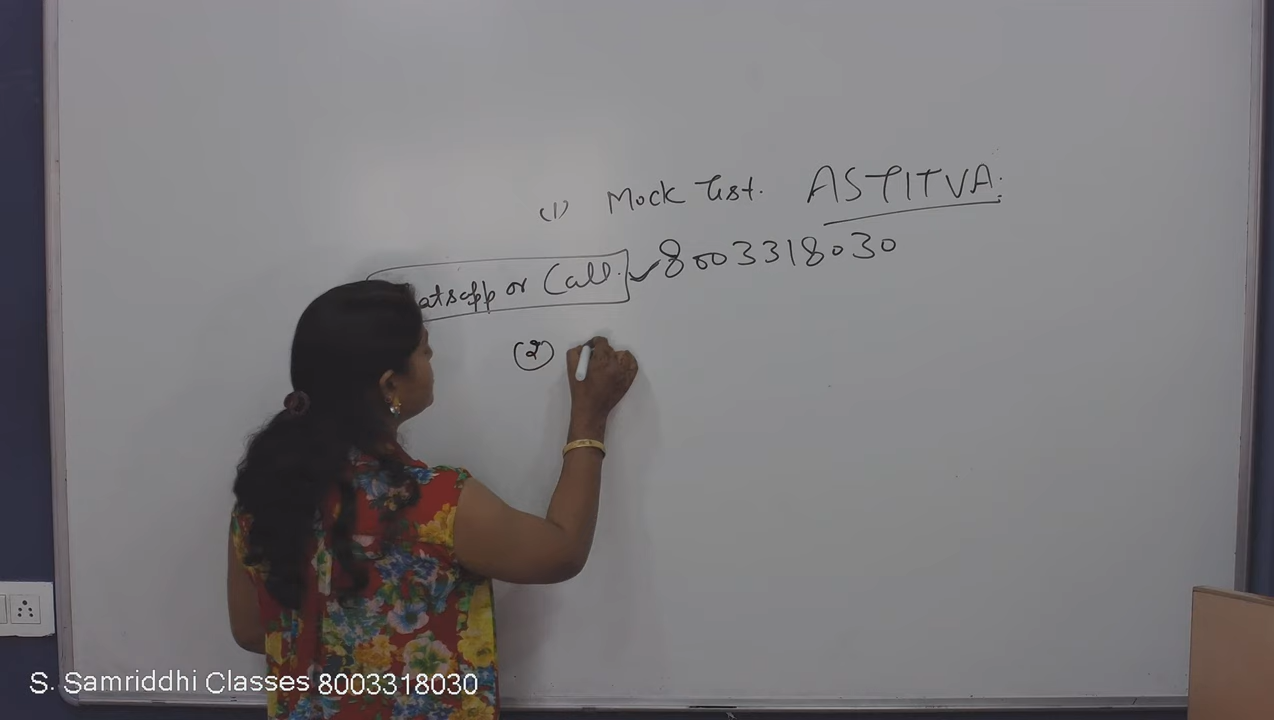 (1) Mock Test. ASTITVA.
atsapp or Call. ✓ 8003318030
(2)
S. Samriddhi Classes 8003318030